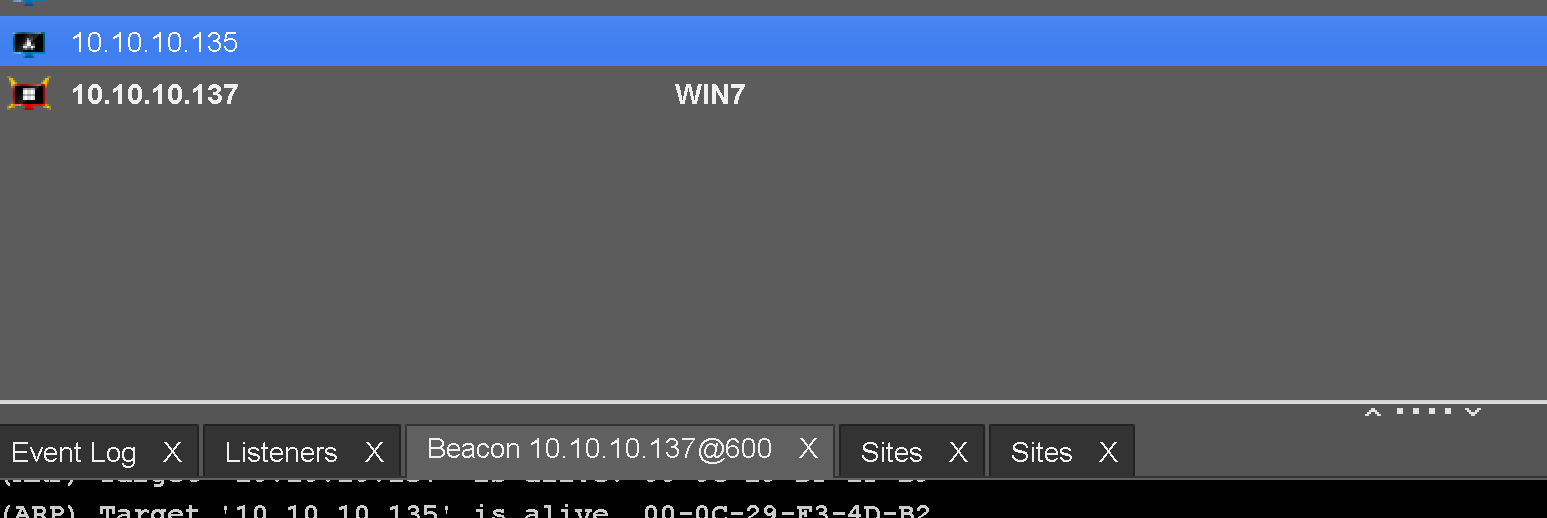 10.10.10.135
10.10.10.137 WIN7
Event Log X Listeners X Beacon 10.10.10.137@600 X Sites X Sites X
(ARP) Target '10.10.10.135' is alive. 00-0C-29-F3-4D-B2